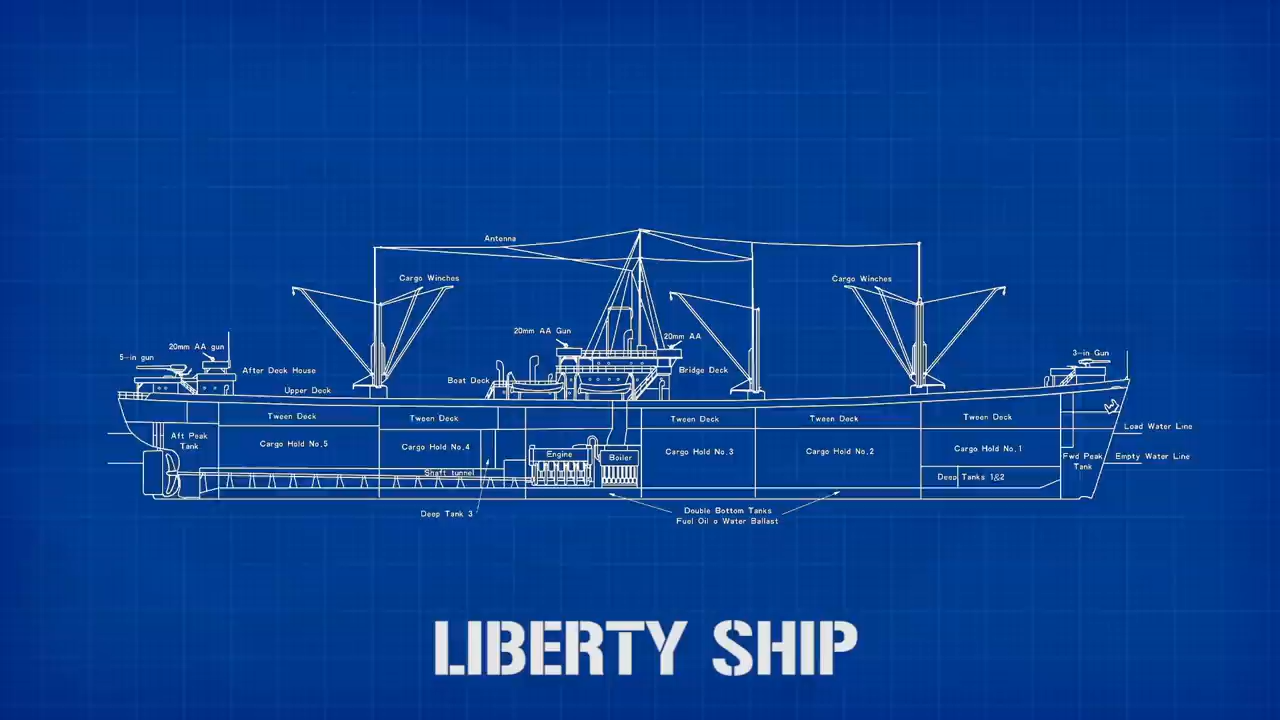 Antenna
Cargo Winches
Cargo Winches
20mm AA Gun
20mm AA
20mm AA gun
5-in gun
3-in Gun
After Deck House
Bridge Deck
Boat Deck
Upper Deck
Tween Deck
Tween Deck
Tween Deck
Tween Deck
Tween Deck
Load Water Line
Aft Peak
Tank
Cargo Hold No.5
Cargo Hold No.4
Engine
Boiler
Cargo Hold No.3
Cargo Hold No.2
Cargo Hold No.1
Fwd Peak
Tank
Empty Water Line
Shaft tunnel
Deep Tanks 1&2
Deep Tank 3
Double Bottom Tanks
Fuel Oil o Water Ballast
LIBERTY SHIP